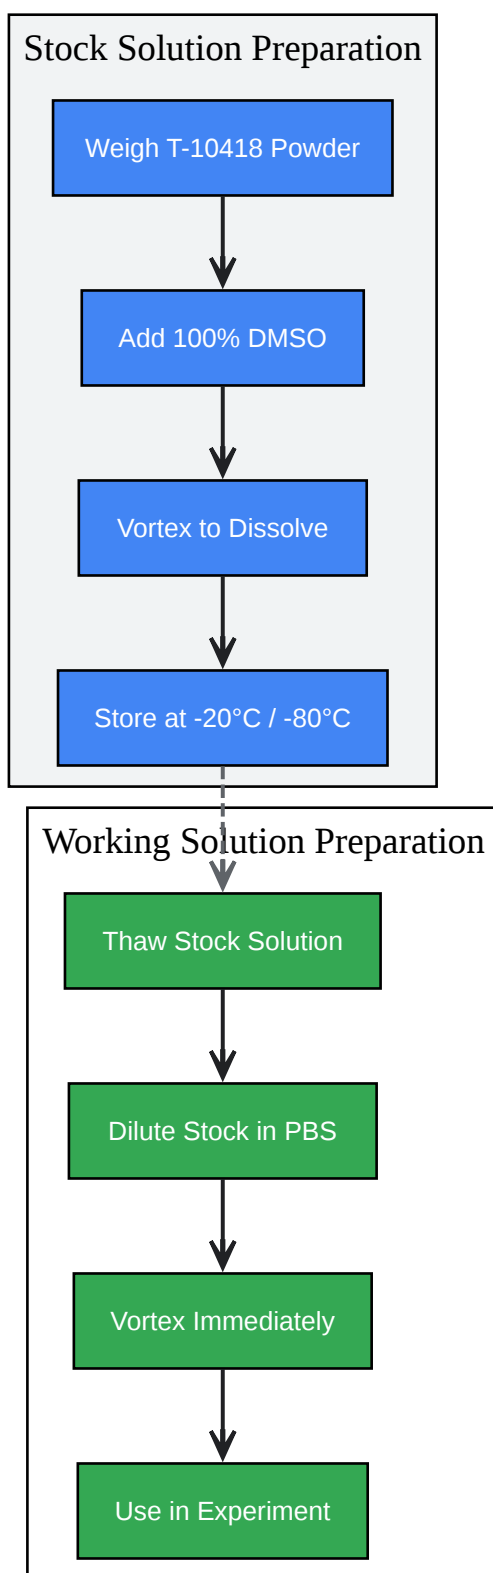 Stock Solution Preparation
Weigh T-10418 Powder
Add 100% DMSO
Vortex to Dissolve
Store at -20°C / -80°C
Working Solution Preparation
Thaw Stock Solution
Dilute Stock in PBS
Vortex Immediately
Use in Experiment